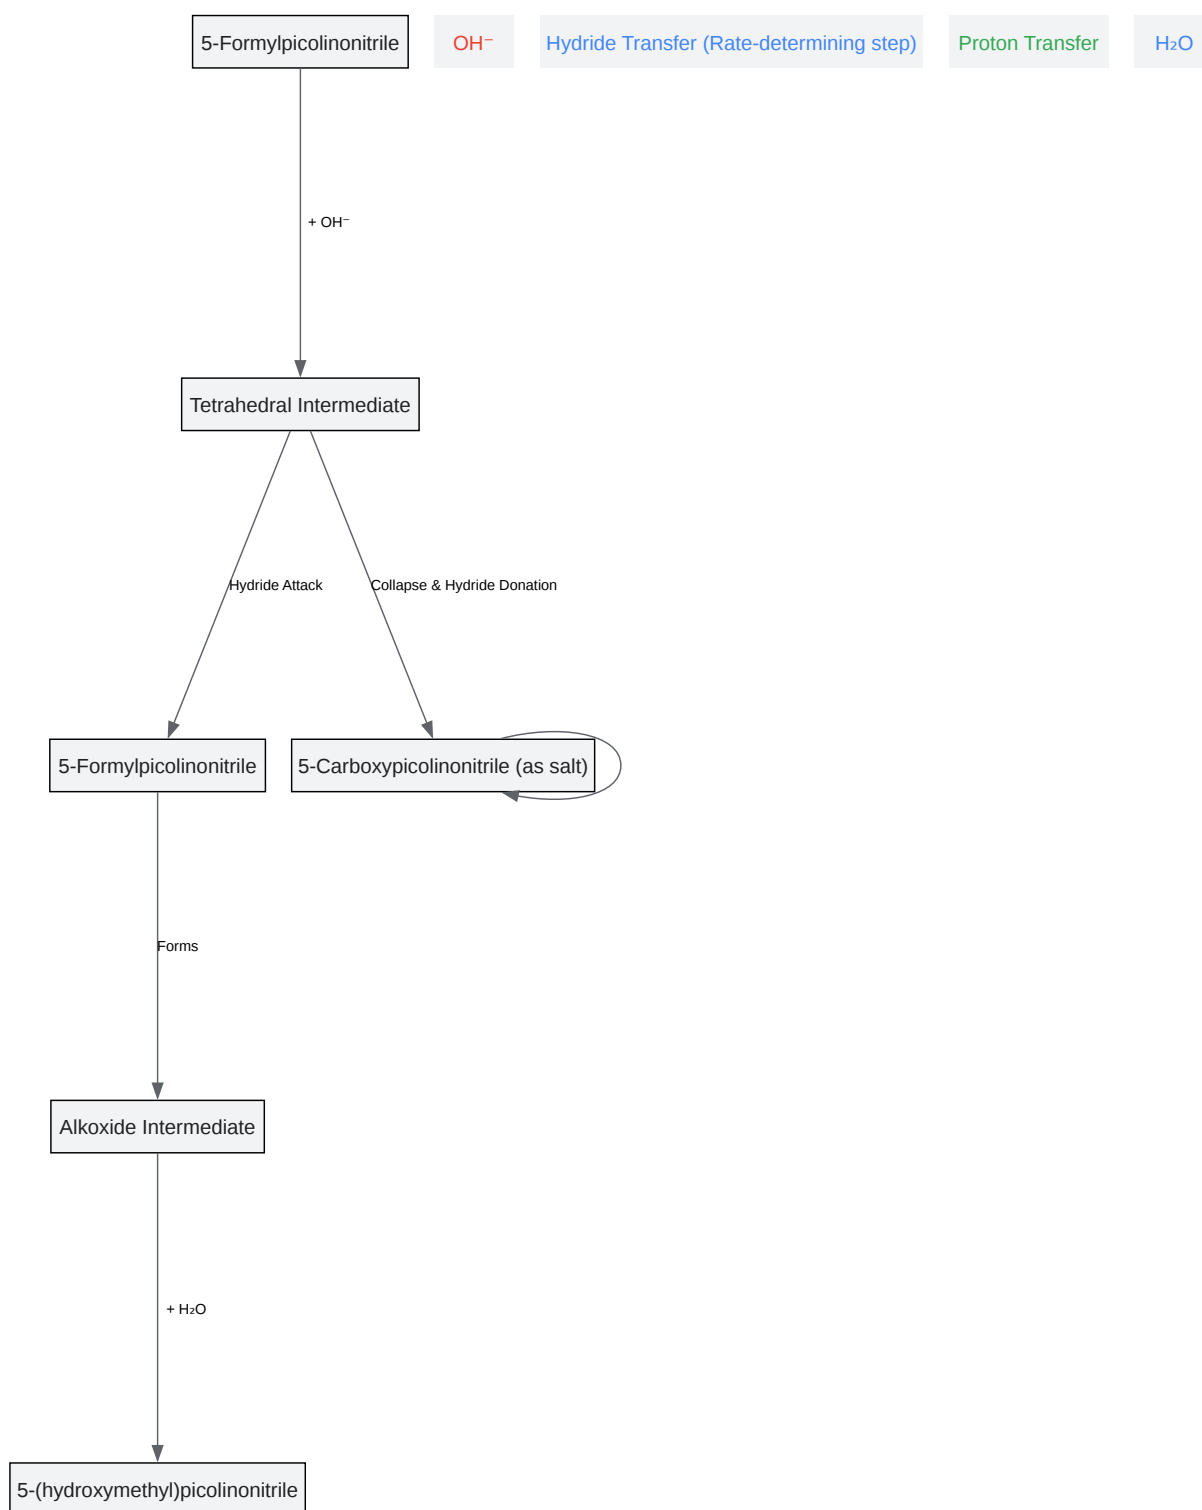 5-Formylpicolinonitrile
OH⁻
Hydride Transfer (Rate-determining step)
Proton Transfer
H₂O
+ OH⁻
Tetrahedral Intermediate
Hydride Attack
Collapse & Hydride Donation
5-Formylpicolinonitrile
5-Carboxypicolinonitrile (as salt)
Forms
Alkoxide Intermediate
+ H₂O
5-(hydroxymethyl)picolinonitrile